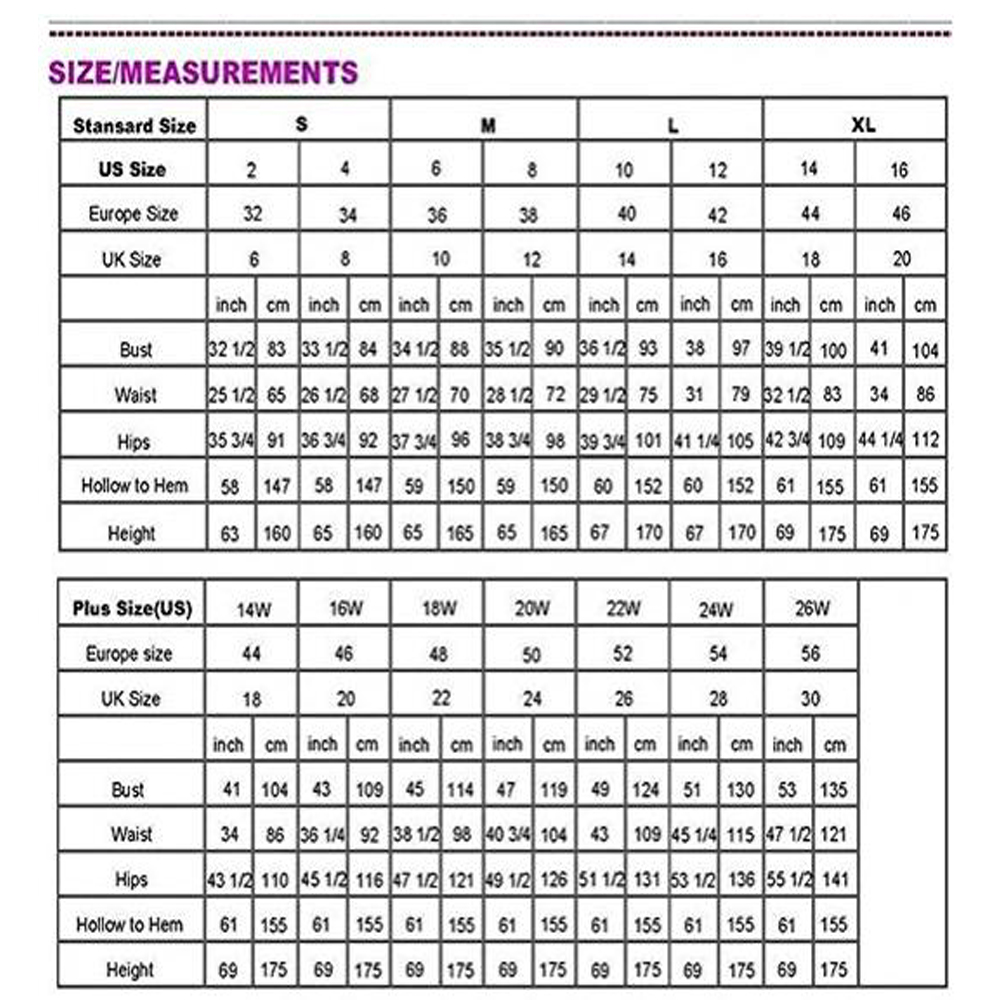 SIZE/MEASUREMENTS
Stansard Size S M L XL
US Size 2 4 6 8 10 12 14 16
Europe Size 32 34 36 38 40 42 44 46
UK Size 6 8 10 12 14 16 18 20
inch cm inch cm inch cm inch cm inch cm inch cm inch cm inch cm
Bust 32 1/2 83 33 1/2 84 34 1/2 88 35 1/2 90 36 1/2 93 38 97 39 1/2 100 41 104
Waist 25 1/2 65 26 1/2 68 27 1/2 70 28 1/2 72 29 1/2 75 31 79 32 1/2 83 34 86
Hips 35 3/4 91 36 3/4 92 37 3/4 96 38 3/4 98 39 3/4 101 41 1/4 105 42 3/4 109 44 1/4 112
Hollow to Hem 58 147 58 147 59 150 59 150 60 152 60 152 61 155 61 155
Height 63 160 65 160 65 165 65 165 67 170 67 170 69 175 69 175
Plus Size(US) 14W 16W 18W 20W 22W 24W 26W
Europe size 44 46 48 50 52 54 56
UK Size 18 20 22 24 26 28 30
inch cm inch cm inch cm inch cm inch cm inch cm inch cm
Bust 41 104 43 109 45 114 47 119 49 124 51 130 53 135
Waist 34 86 36 1/4 92 38 1/2 98 40 3/4 104 43 109 45 1/4 115 47 1/2 121
Hips 43 1/2 110 45 1/2 116 47 1/2 121 49 1/2 126 51 1/2 131 53 1/2 136 55 1/2 141
Hollow to Hem 61 155 61 155 61 155 61 155 61 155 61 155 61 155
Height 69 175 69 175 69 175 69 175 69 175 69 175 69 175